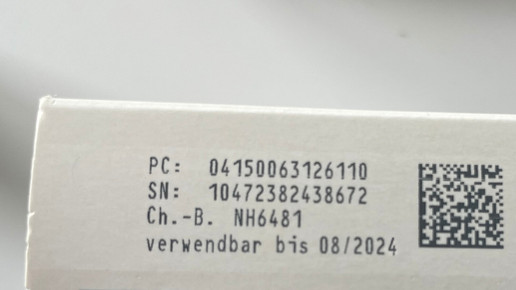 PC: 04150063126110
SN: 10472382438672
Ch.-B. NH6481
verwendbar bis 08/2024